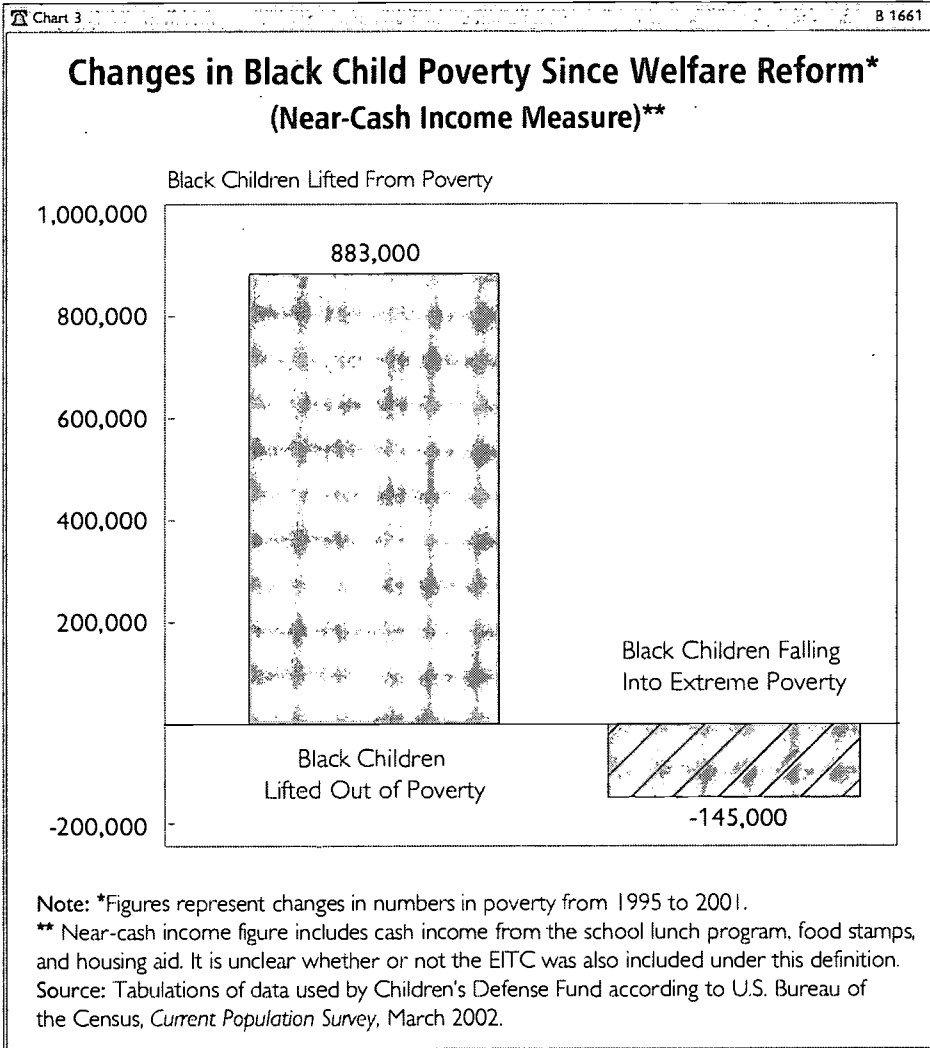 Chart 3 B 1661
Changes in Black Child Poverty Since Welfare Reform*
(Near-Cash Income Measure)**
Black Children Lifted From Poverty
1,000,000
883,000
800,000
600,000
400,000
200,000
Black Children Falling
Into Extreme Poverty
Black Children
Lifted Out of Poverty
-200,000
-145,000
Note: *Figures represent changes in numbers in poverty from 1995 to 2001.
** Near-cash income figure includes cash income from the school lunch program, food stamps,
and housing aid. It is unclear whether or not the EITC was also included under this definition.
Source: Tabulations of data used by Children's Defense Fund according to U.S. Bureau of
the Census, Current Population Survey, March 2002.